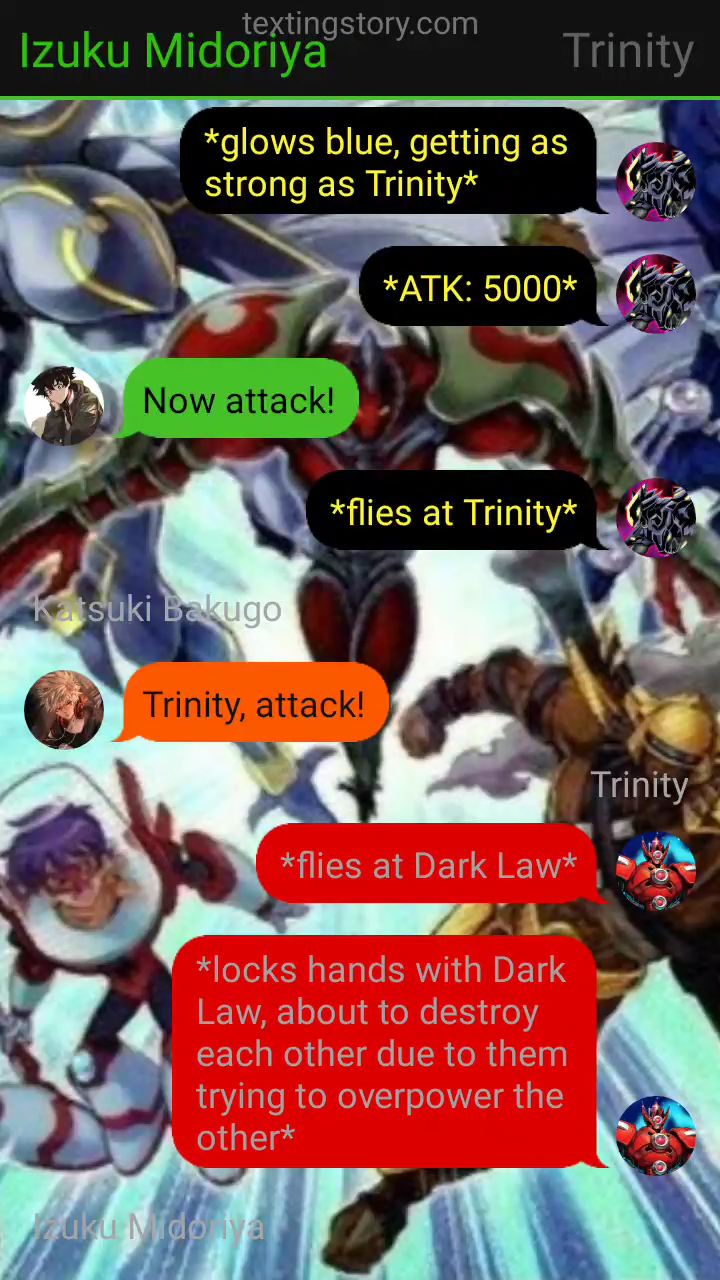 textingstory.com
Izuku Midoriya
Trinity
*glows blue, getting as
strong as Trinity*
*ATK: 5000*
Now attack!
*flies at Trinity*
Katsuki Bakugo
Trinity, attack!
Trinity
*flies at Dark Law*
*locks hands with Dark
Law, about to destroy
each other due to them
trying to overpower the
other*
Izuku Midoriya